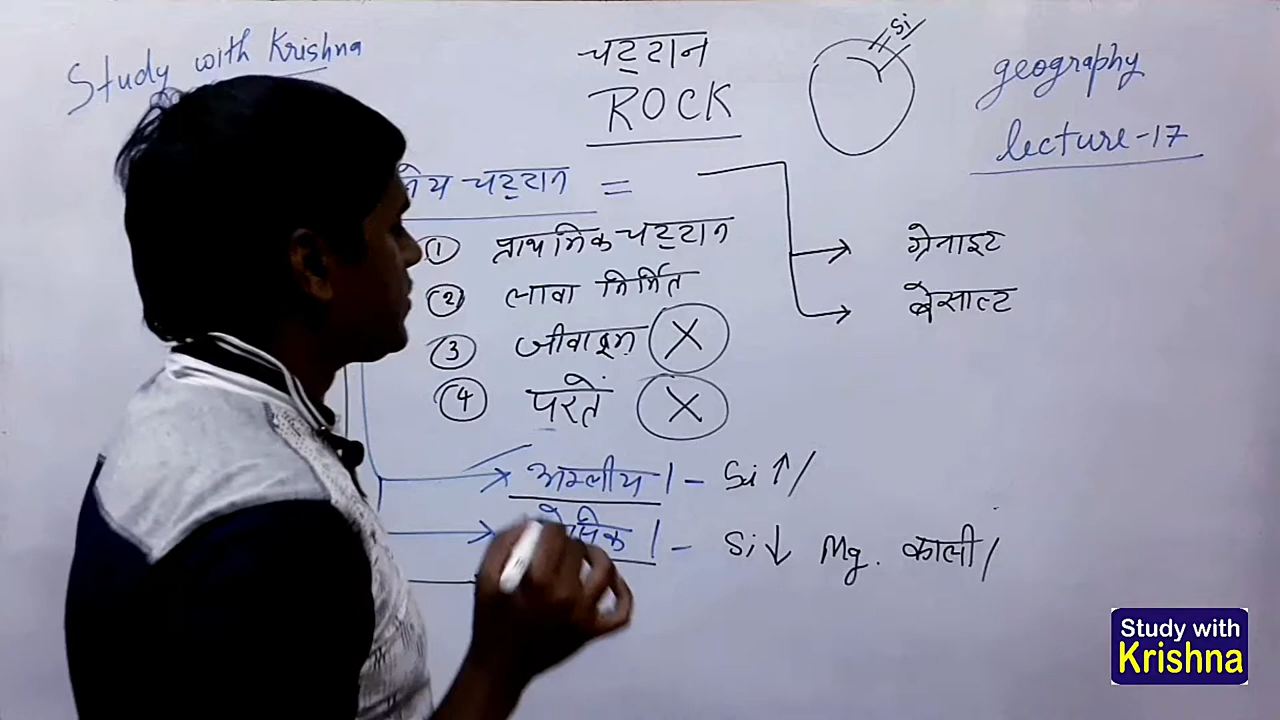 Study with Krishna
चट्टान
ROCK
Si
geography
lecture-17
चट्टान =
① प्राथमिक चट्टान
② लावा निर्मित
③ जीवाश्म X
④ परतें X
ग्रेनाइट
बेसाल्ट
अम्लीय | - Si ↑ /
| - Si ↓ Mg. काली /
Study with
Krishna